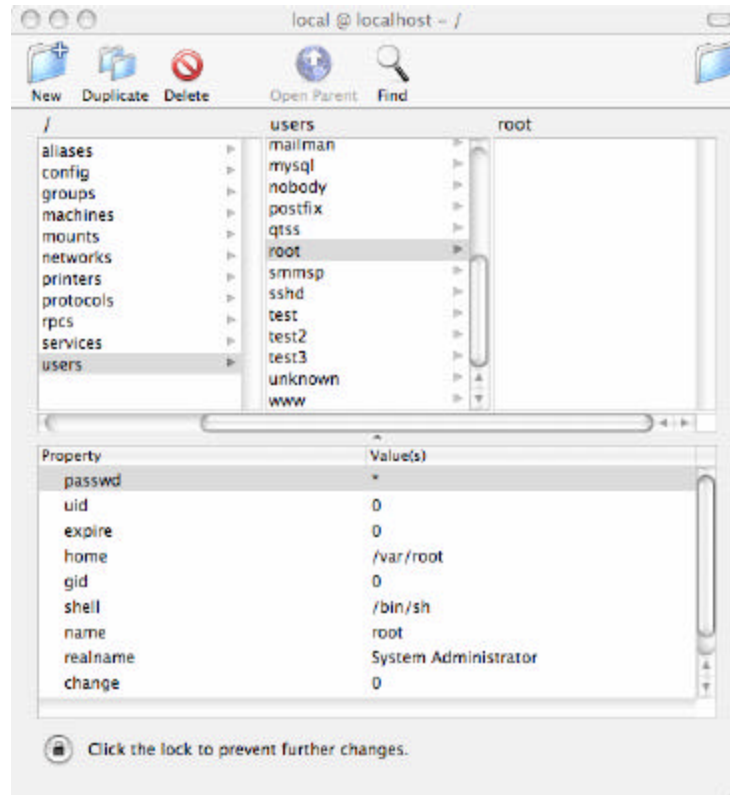 local @ localhost – /
New Duplicate Delete Open Parent Find
/ users root
aliases
config
groups
machines
mounts
networks
printers
protocols
rpcs
services
users
mailman
mysql
nobody
postfix
qtss
root
smmsp
sshd
test
test2
test3
unknown
www
Property Value(s)
passwd *
uid 0
expire 0
home /var/root
gid 0
shell /bin/sh
name root
realname System Administrator
change 0
Click the lock to prevent further changes.